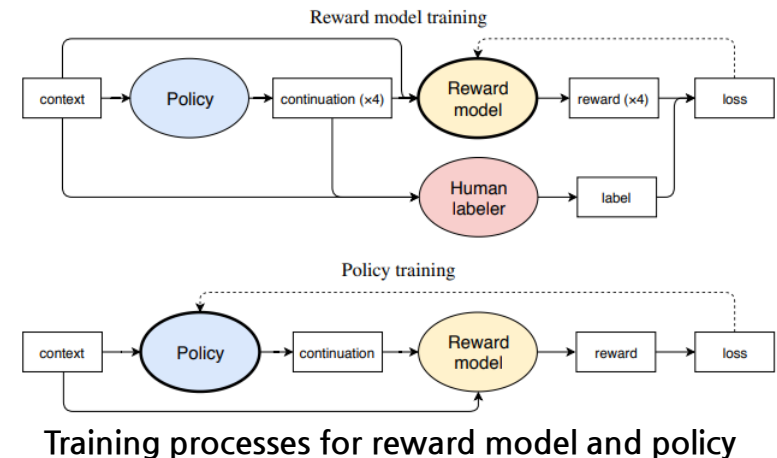 Reward model training
context
Policy
continuation (×4)
Reward
model
reward (×4)
loss
Human
labeler
label
Policy training
context
Policy
continuation
Reward
model
reward
loss
Training processes for reward model and policy